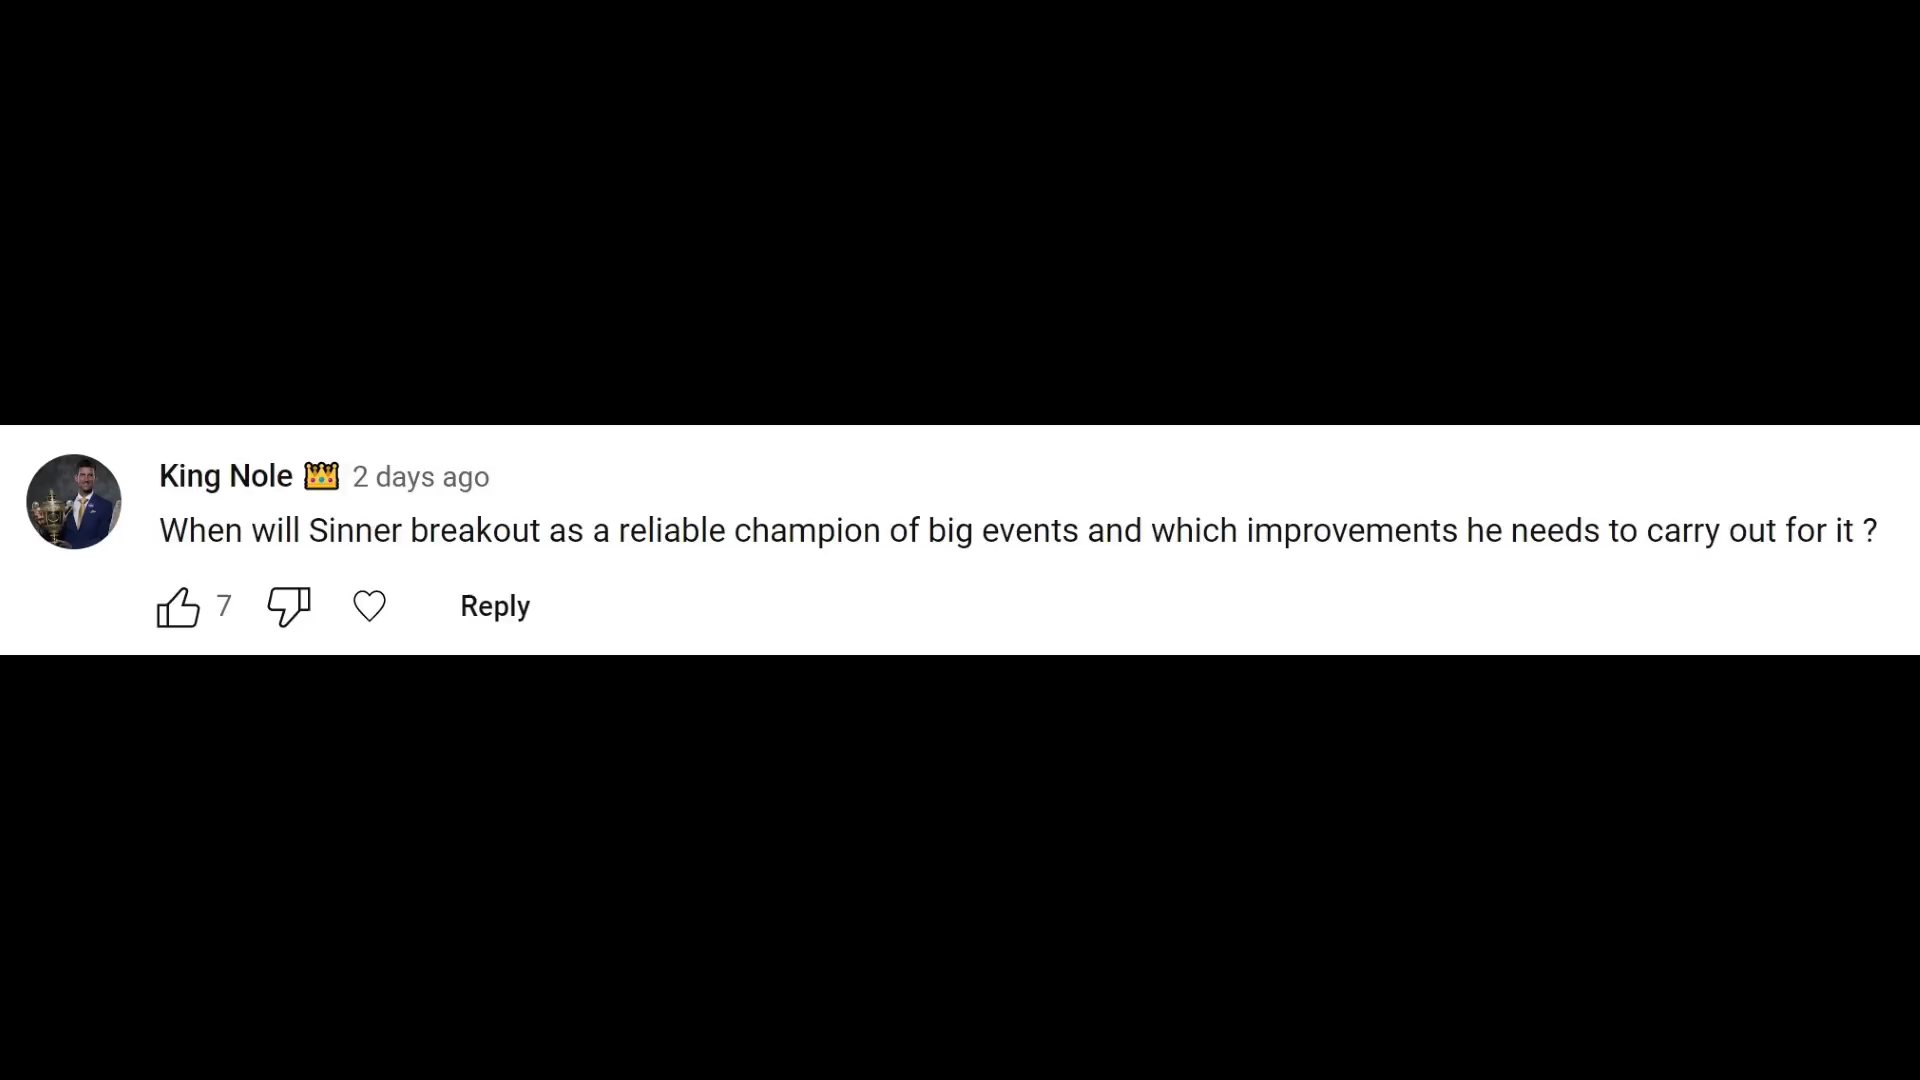 King Nole 👑 2 days ago
When will Sinner breakout as a reliable champion of big events and which improvements he needs to carry out for it ?
7 Reply